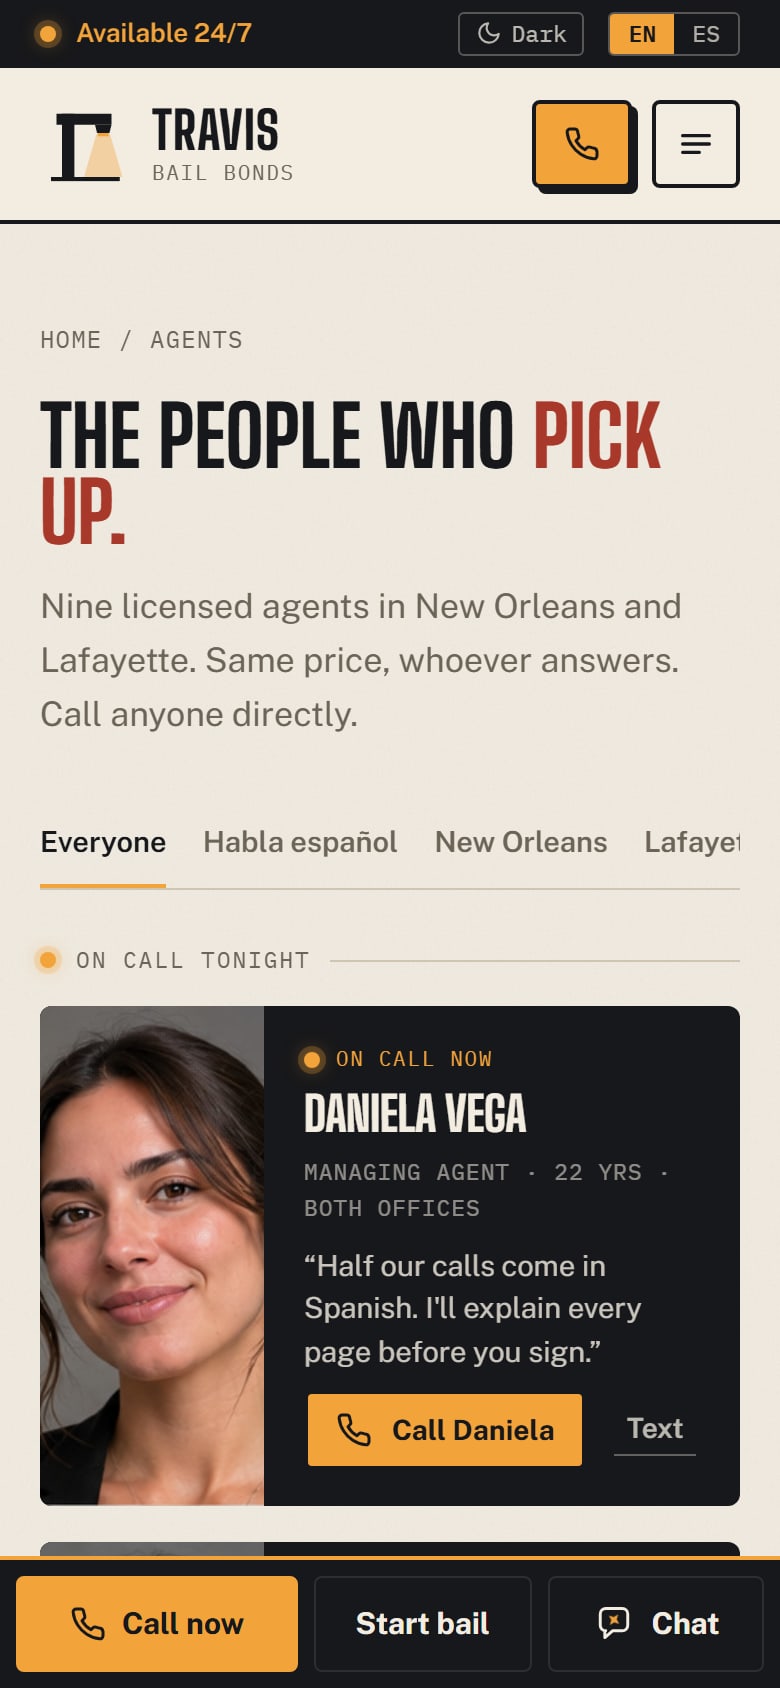 Available 24/7
Dark
EN
ES
TRAVIS
BAIL BONDS
HOME / AGENTS
THE PEOPLE WHO PICK
UP.
Nine licensed agents in New Orleans and
Lafayette. Same price, whoever answers.
Call anyone directly.
Everyone
Habla español
New Orleans
Lafayet
ON CALL TONIGHT
ON CALL NOW
DANIELA VEGA
MANAGING AGENT · 22 YRS ·
BOTH OFFICES
“Half our calls come in
Spanish. I'll explain every
page before you sign.”
Call Daniela
Text
Call now
Start bail
Chat